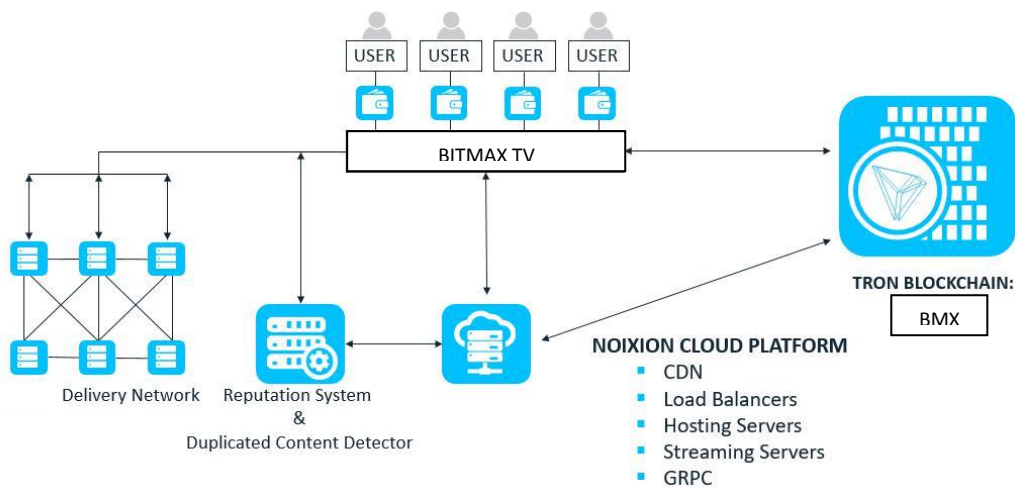 USER
USER
USER
USER
BITMAX TV
TRON BLOCKCHAIN:
BMX
NOIXION CLOUD PLATFORM
CDN
Load Balancers
Hosting Servers
Streaming Servers
GRPC
Delivery Network
Reputation System
&
Duplicated Content Detector